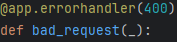 @app.errorhandler(400)
def bad_request(_):